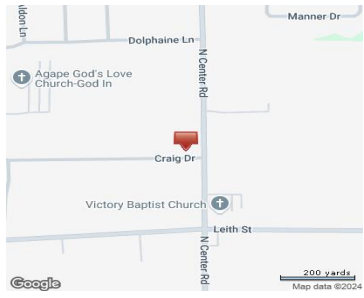 Manner Dr
Dolphaine Ln
N Center Rd
Agape God's Love
Church-God In
Craig Dr
Victory Baptist Church
Leith St
N Center Rd
200 yards
Google
Map data ©2024